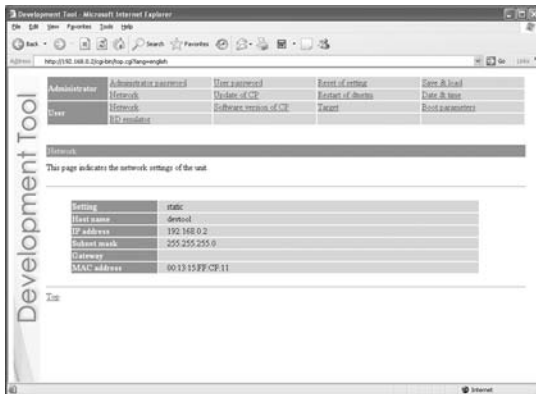 Development Tool - Microsoft Internet Explorer
File Edit View Favorites Tools Help
Back Search Favorites
Address http://192.168.0.2/cgi-bin/top.cgi?lang=english Go Links
Development Tool
Administrator Administrator password User password Reset of setting Save & load
Network Update of CP Restart of dsnetm Date & time
User Network Software version of CP Target Boot parameters
BD emulator
Network
This page indicates the network settings of the unit
Setting static
Host name devtool
IP address 192.168.0.2
Subnet mask 255.255.255.0
Gateway
MAC address 00:13:15:FF:CF:11
Top
Internet